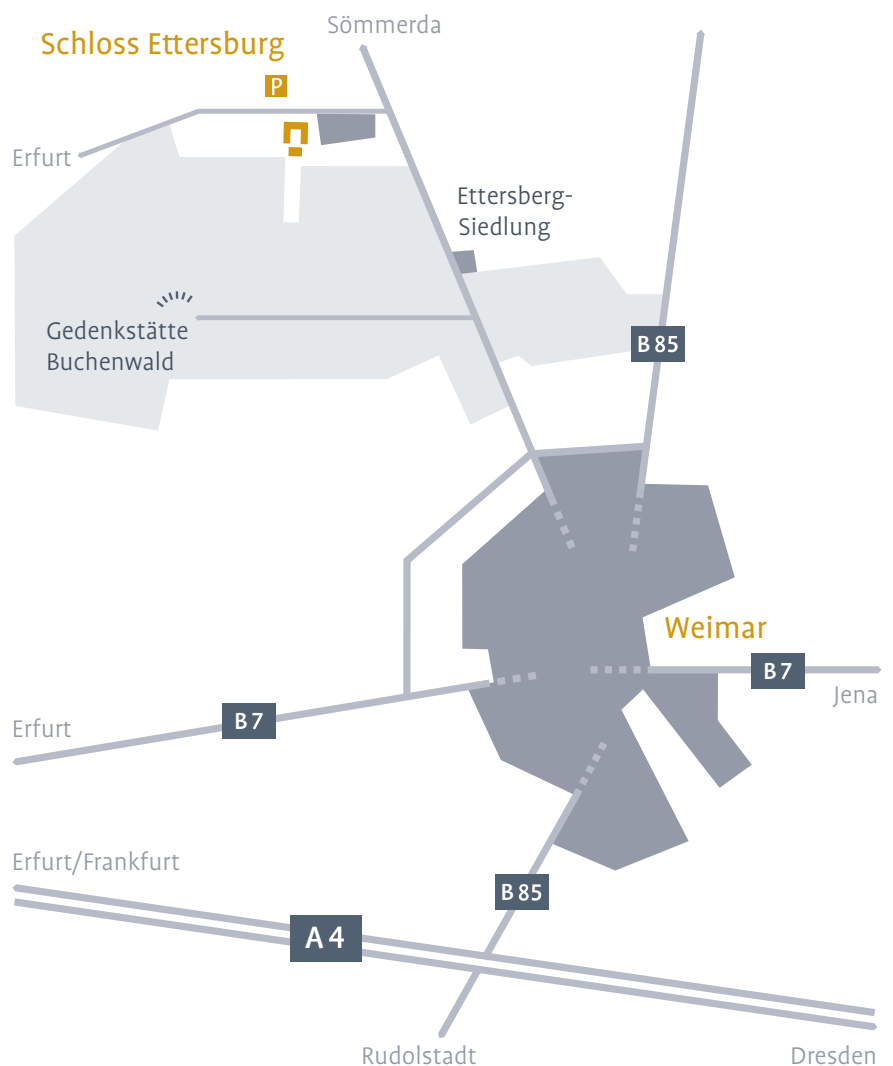 Sömmerda
Schloss Ettersburg
P
Erfurt
Ettersberg-
Siedlung
Gedenkstätte
Buchenwald
B 85
Weimar
B 7
Jena
Erfurt
B 7
Erfurt/Frankfurt
B 85
A 4
Rudolstadt
Dresden